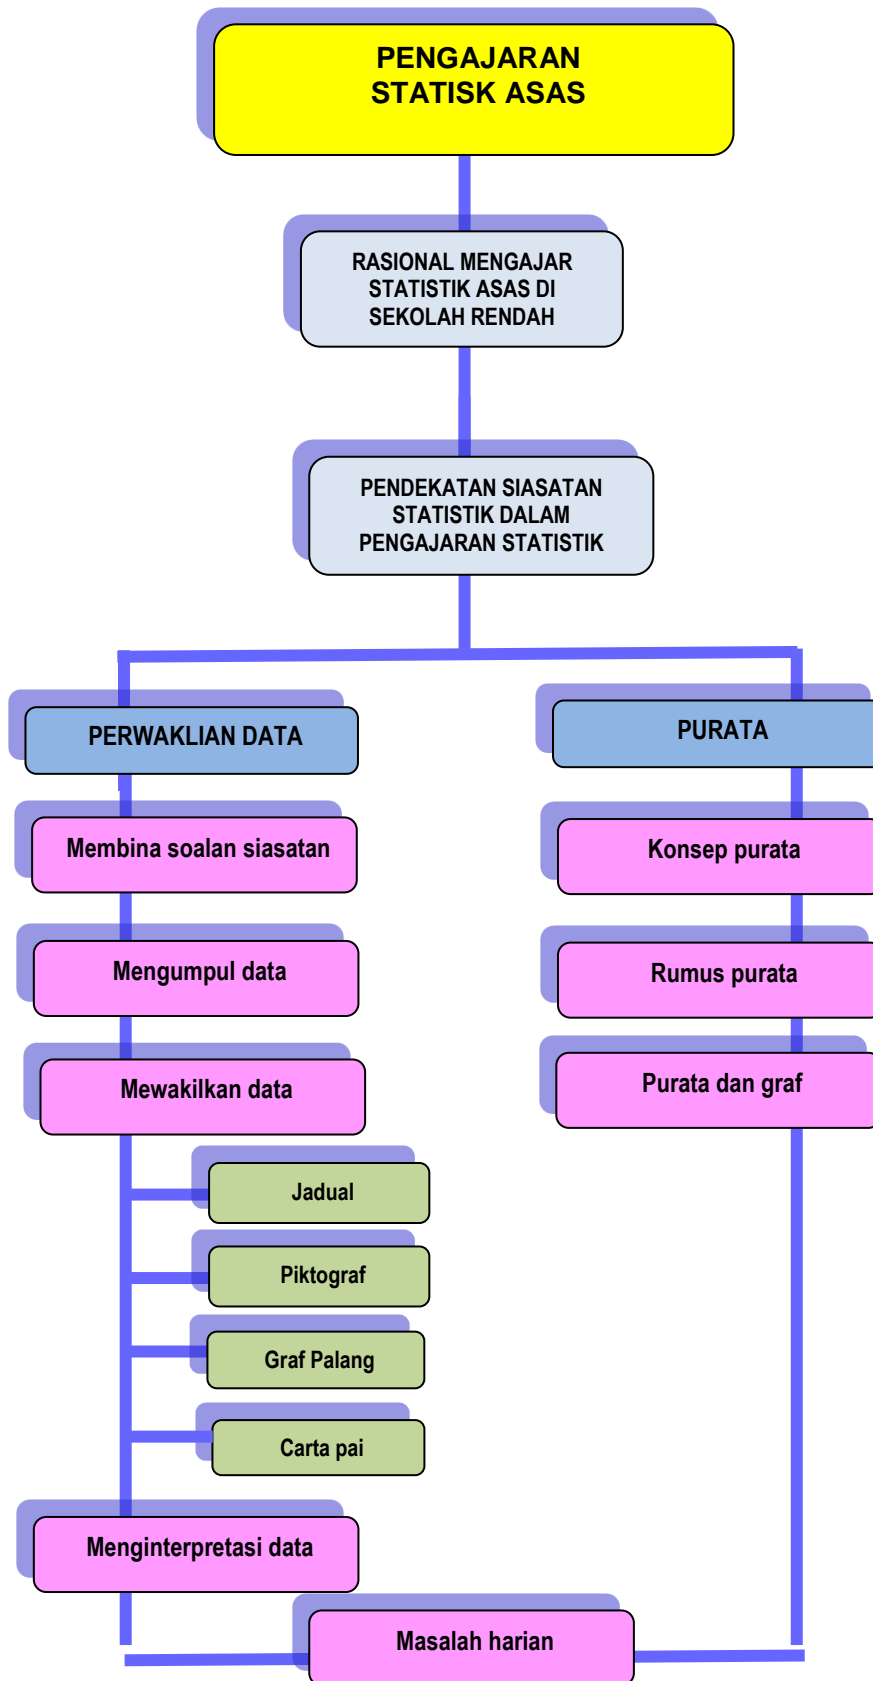 PENGAJARAN
STATISK ASAS
RASIONAL MENGAJAR
STATISTIK ASAS DI
SEKOLAH RENDAH
PENDEKATAN SIASATAN
STATISTIK DALAM
PENGAJARAN STATISTIK
PERWAKLIAN DATA
Membina soalan siasatan
Mengumpul data
Mewakilkan data
Jadual
Piktograf
Graf Palang
Carta pai
Menginterpretasi data
PURATA
Konsep purata
Rumus purata
Purata dan graf
Masalah harian